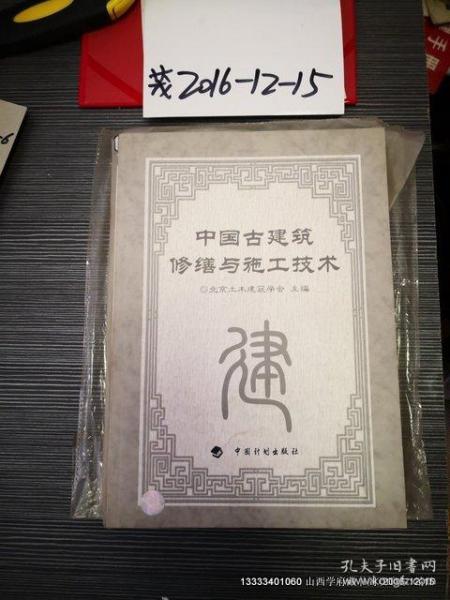 茂2016-12-15
中国古建筑
修缮与施工技术
◎北京土木建筑学会 主编
建
中国计划出版社
孔夫子旧书网
13333401060 山西学府